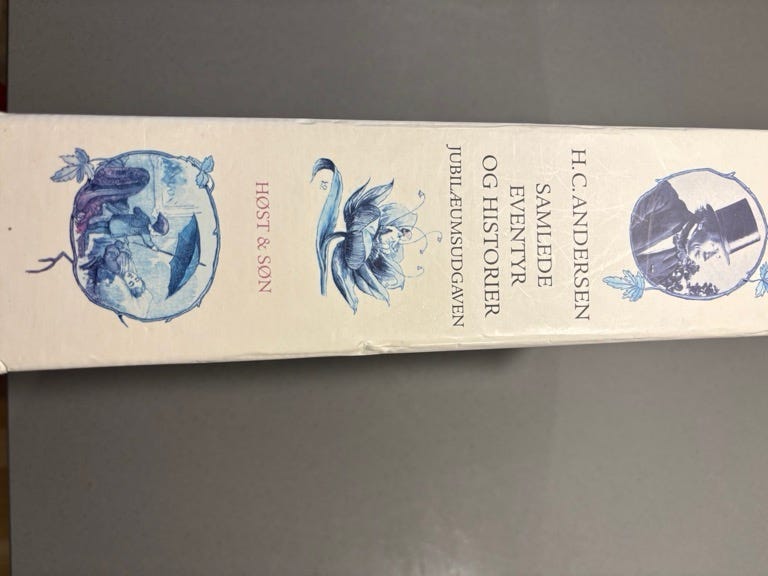 H.C. ANDERSEN
SAMLEDE
EVENTYR
OG HISTORIER
JUBILÆUMSUDGAVEN
HØST & SØN